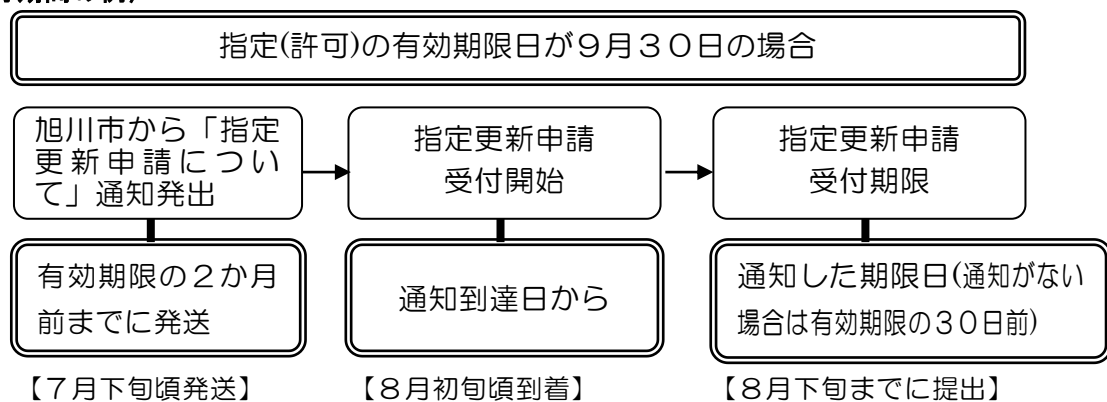 指定(許可)の有効期限日が９月３０日の場合
旭川市から「指定
更新申請につい
て」通知発出
指定更新申請
受付開始
指定更新申請
受付期限
有効期限の２か月
前までに発送
通知到達日から
通知した期限日(通知がない
場合は有効期限の３０日前)
【７月下旬頃発送】
【８月初旬頃到着】
【８月下旬までに提出】